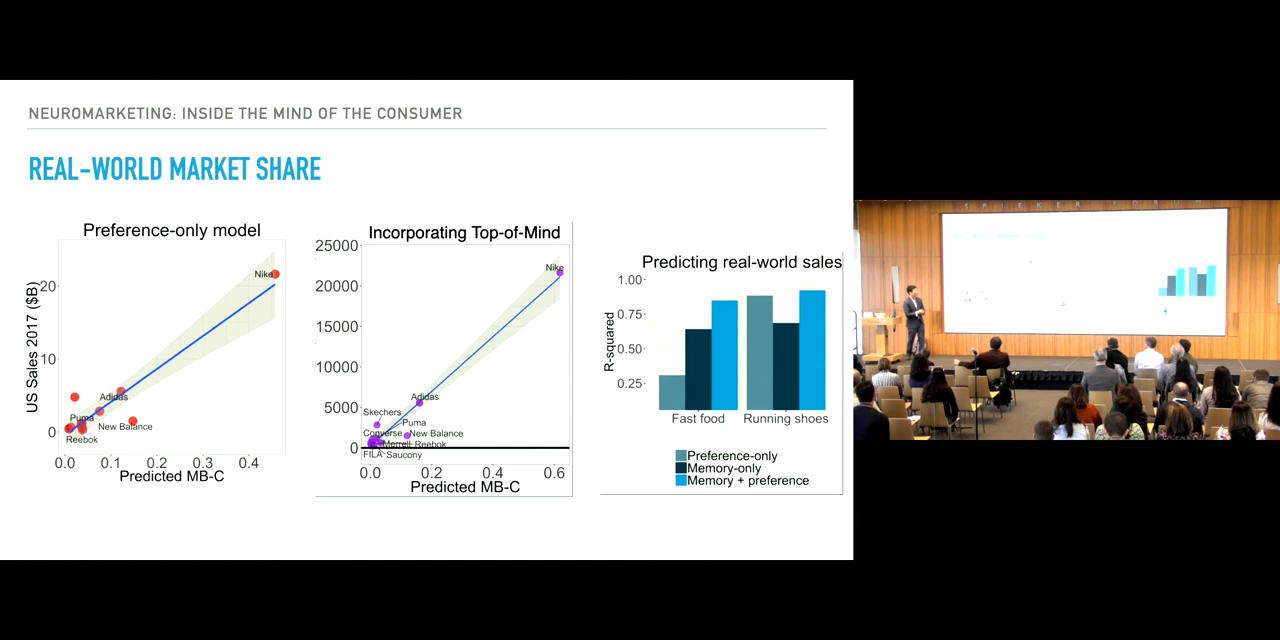 NEUROMARKETING: INSIDE THE MIND OF THE CONSUMER
REAL-WORLD MARKET SHARE
Preference-only model
US Sales 2017 ($B)
20
10
0
Nike
Adidas
Puma
New Balance
Reebok
0.0 0.1 0.2 0.3 0.4
Predicted MB-C
Incorporating Top-of-Mind
25000
20000
15000
10000
5000
0
Nike
Adidas
Skechers
Puma
Converse
New Balance
Merrell
Reebok
FILA
Saucony
0.0 0.2 0.4 0.6
Predicted MB-C
Predicting real-world sales
R-squared
1.00
0.75
0.50
0.25
Fast food Running shoes
Preference-only
Memory-only
Memory + preference
SPIEKER FORUM